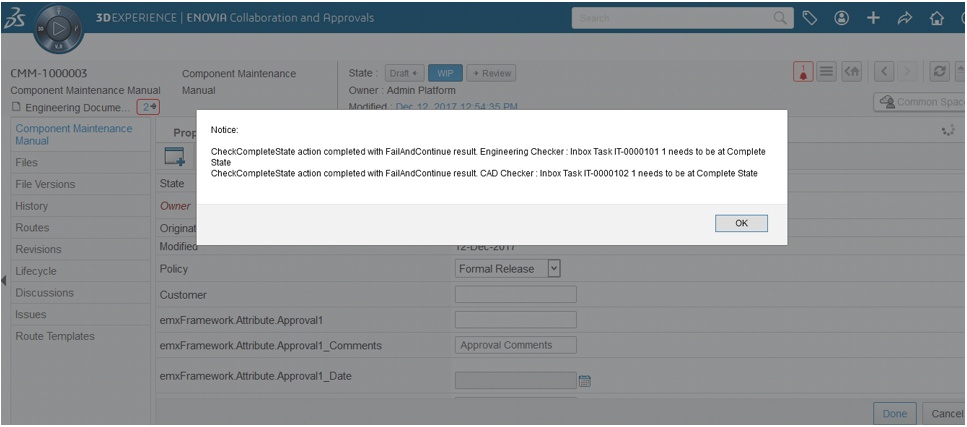 3DEXPERIENCE | ENOVIA Collaboration and Approvals
Search
CMM-1000003
Component Maintenance Manual
Engineering Docume... 2
Component Maintenance
Manual
State : Draft WIP Review
Owner : Admin Platform
Modified : Dec 12, 2017 12:54:35 PM
1
Common Spac
Component Maintenance
Manual
Files
File Versions
History
Routes
Revisions
Lifecycle
Discussions
Issues
Route Templates
Prop
Notice:
CheckCompleteState action completed with FailAndContinue result. Engineering Checker : Inbox Task IT-0000101 1 needs to be at Complete
State
CheckCompleteState action completed with FailAndContinue result. CAD Checker : Inbox Task IT-0000102 1 needs to be at Complete State
OK
State
Owner
Originat
Modified 12-Dec-2017
Policy Formal Release
Customer
emxFramework.Attribute.Approval1
emxFramework.Attribute.Approval1_Comments Approval Comments
emxFramework.Attribute.Approval1_Date
Done Cancel